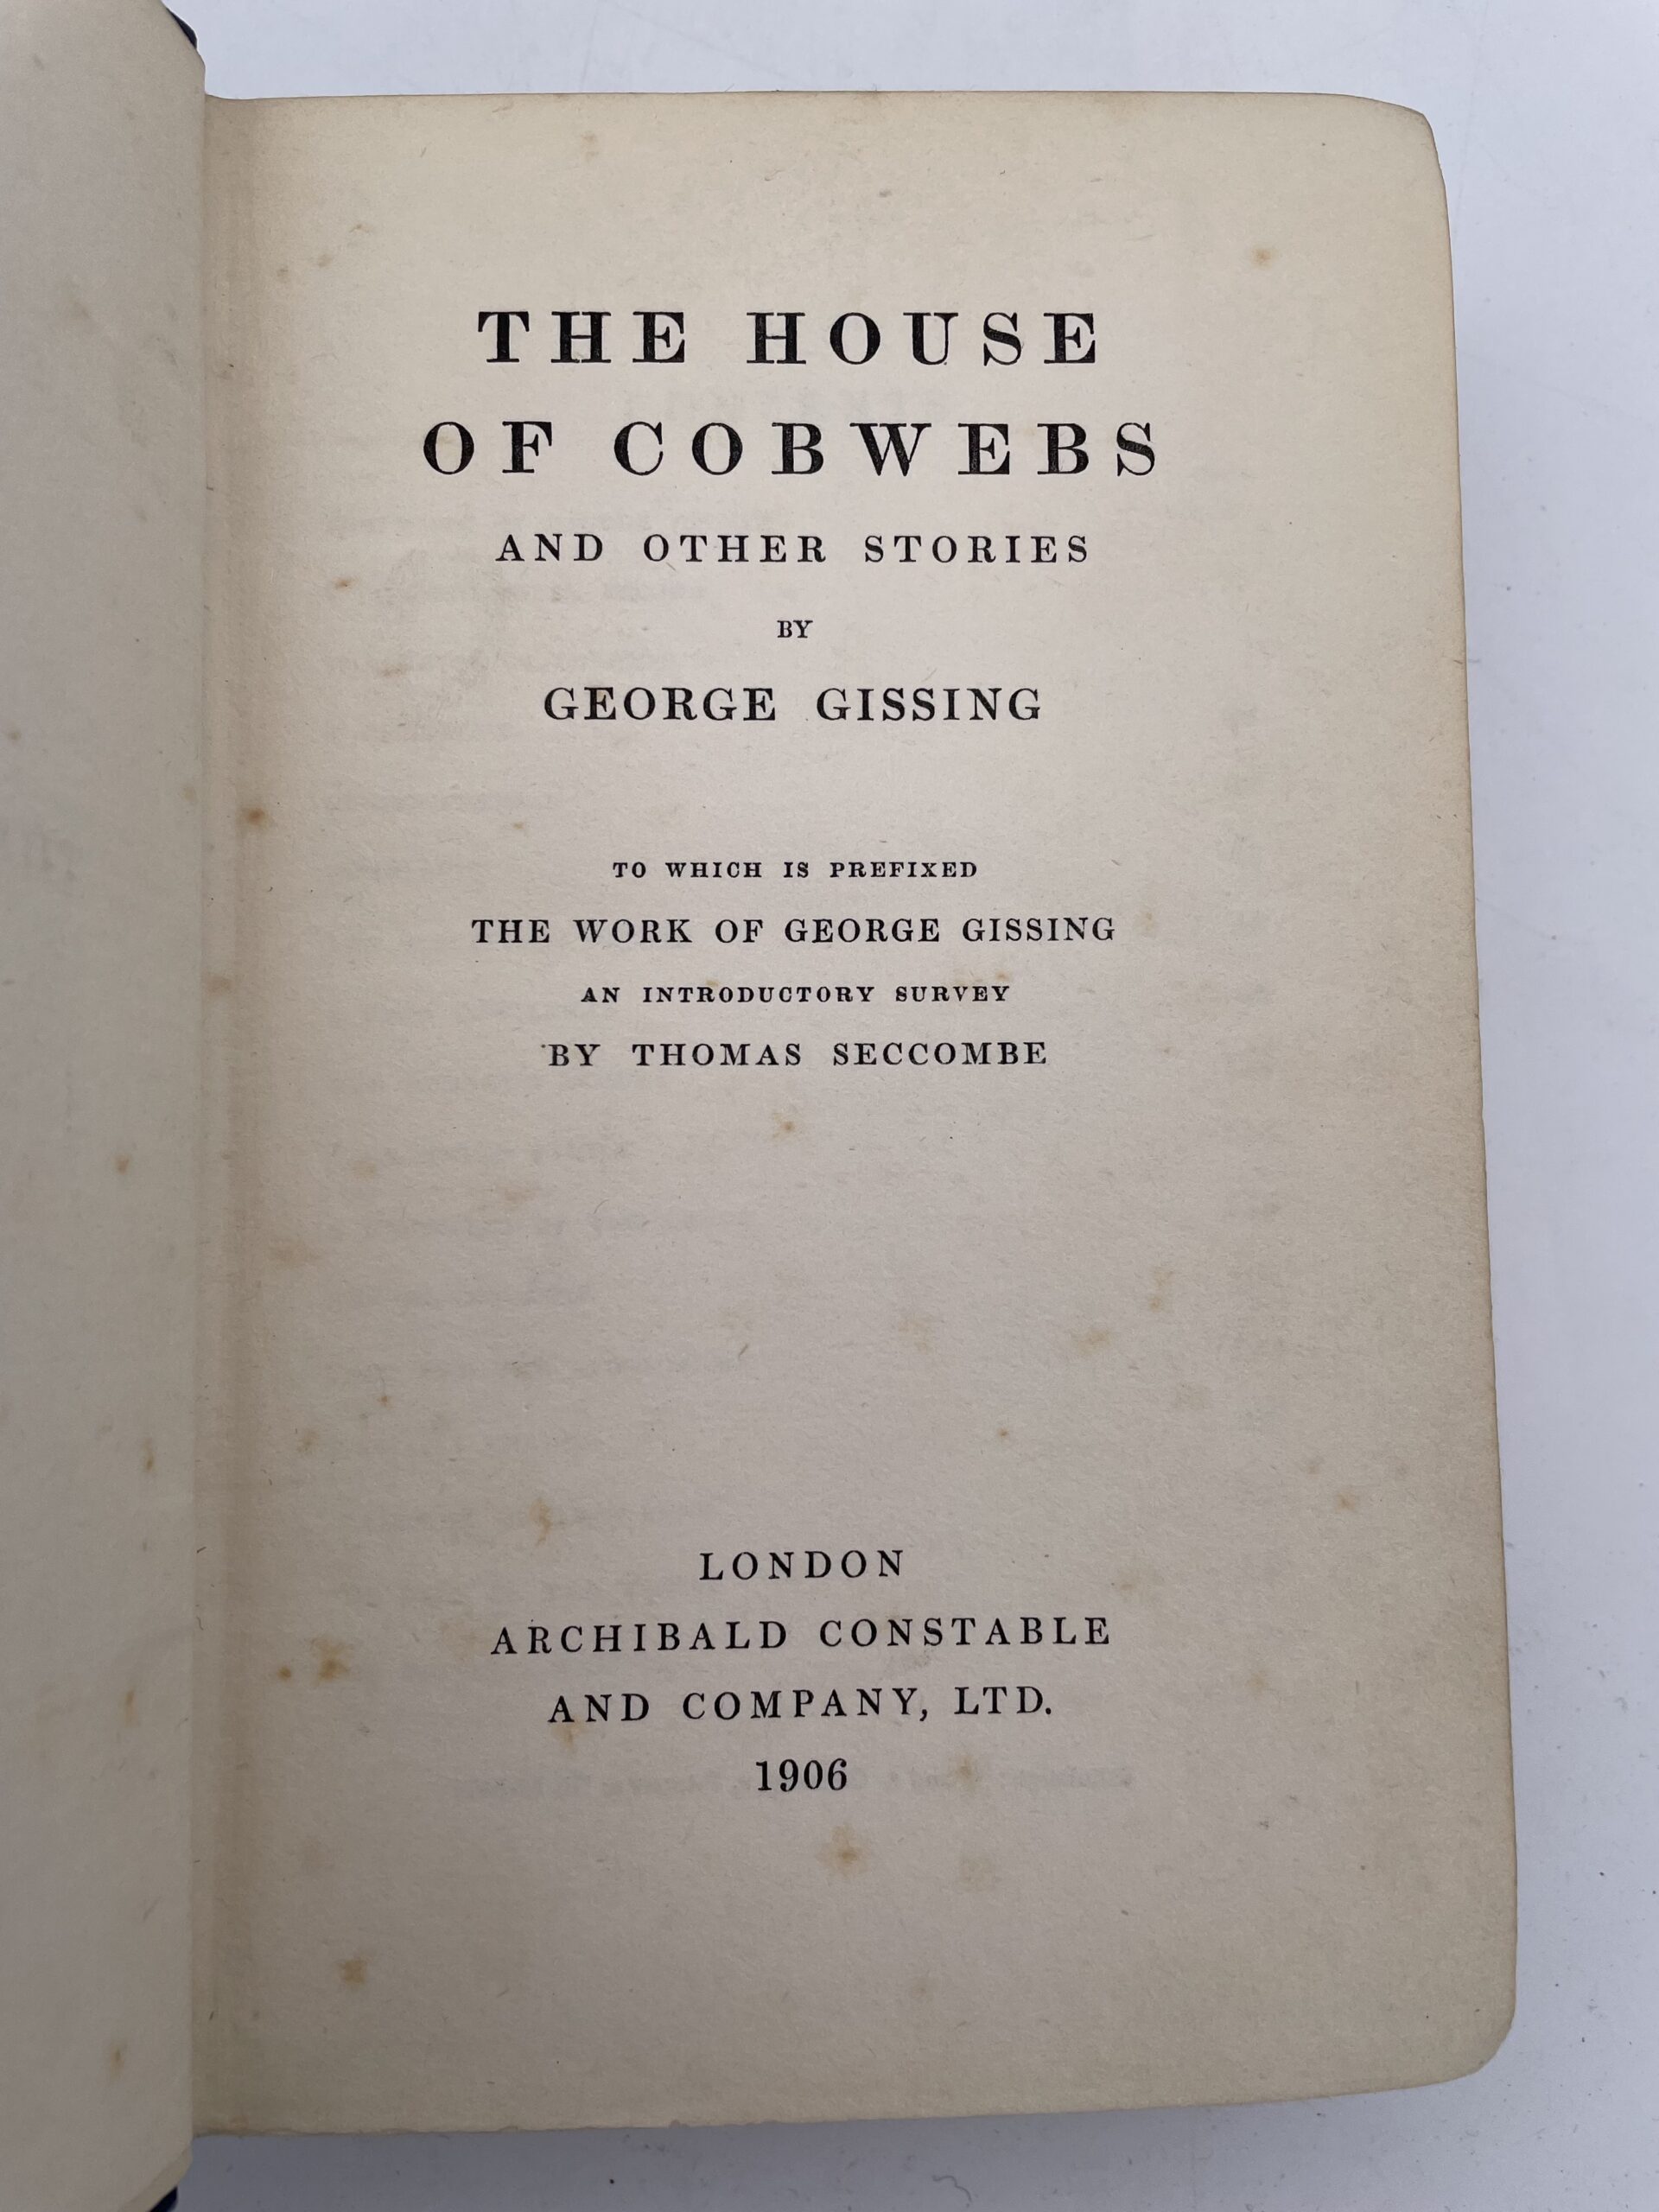 THE HOUSE
OF COBWEBS
AND OTHER STORIES
BY
GEORGE GISSING
TO WHICH IS PREFIXED
THE WORK OF GEORGE GISSING
AN INTRODUCTORY SURVEY
BY THOMAS SECCOMBE
LONDON
ARCHIBALD CONSTABLE
AND COMPANY, LTD.
1906